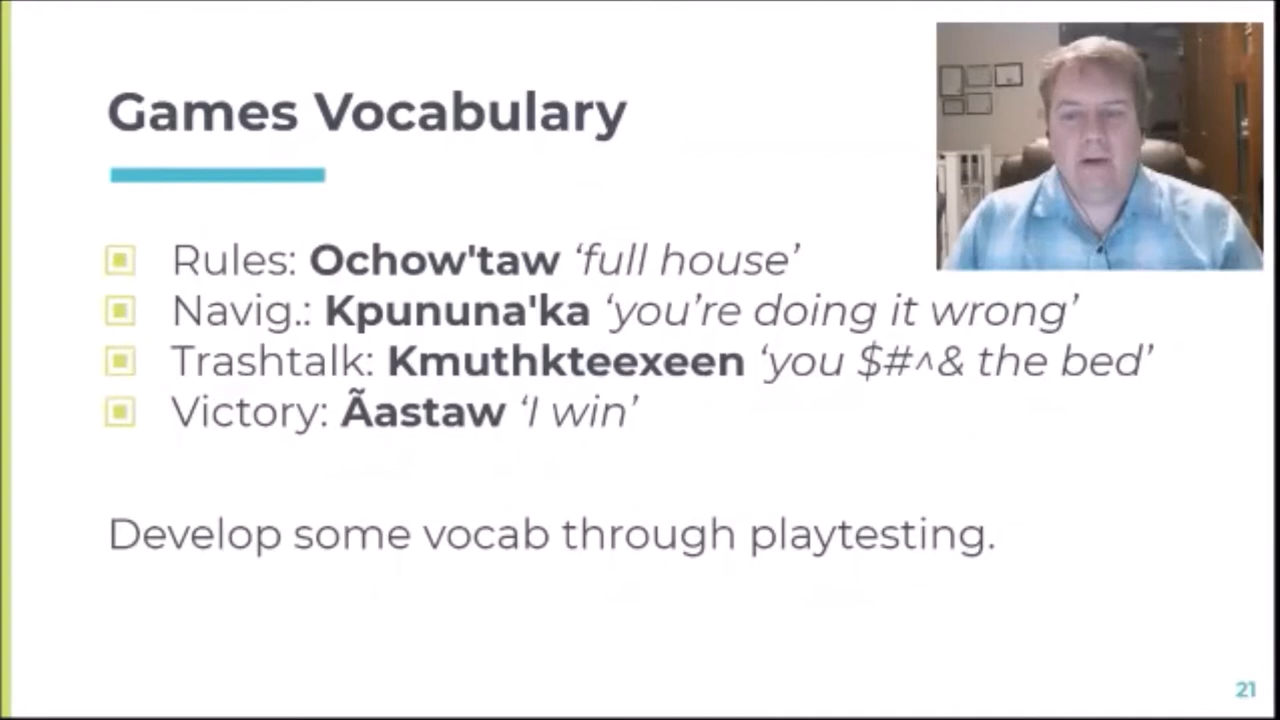 Games Vocabulary
Rules: Ochow'taw ‘full house’
Navig.: Kpununa'ka ‘you’re doing it wrong’
Trashtalk: Kmuthkteexeen ‘you $#^& the bed’
Victory: Ãastaw ‘I win’
Develop some vocab through playtesting.
21